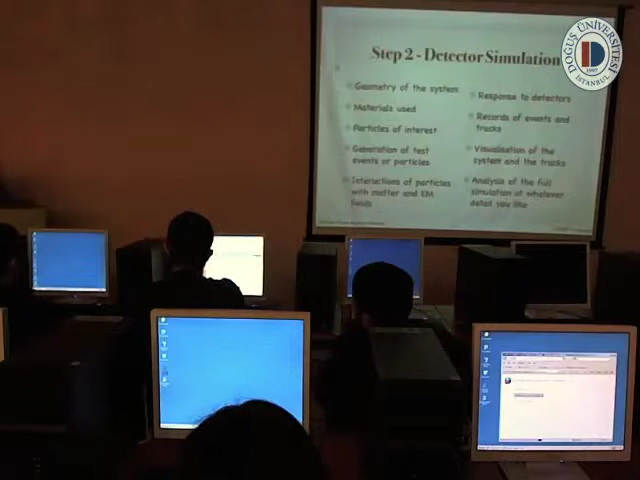 Step 2 - Detector Simulation
Geometry of the system
Materials used
Particles of interest
Generation of test
events or particles
Interactions of particles
with matter and EM
fields
Response to detectors
Records of events and
tracks
Visualisation of the
system and the tracks
Analysis of the full
simulation at whatever
detail you like
DOĞUŞ ÜNİVERSİTESİ
1997
İSTANBUL